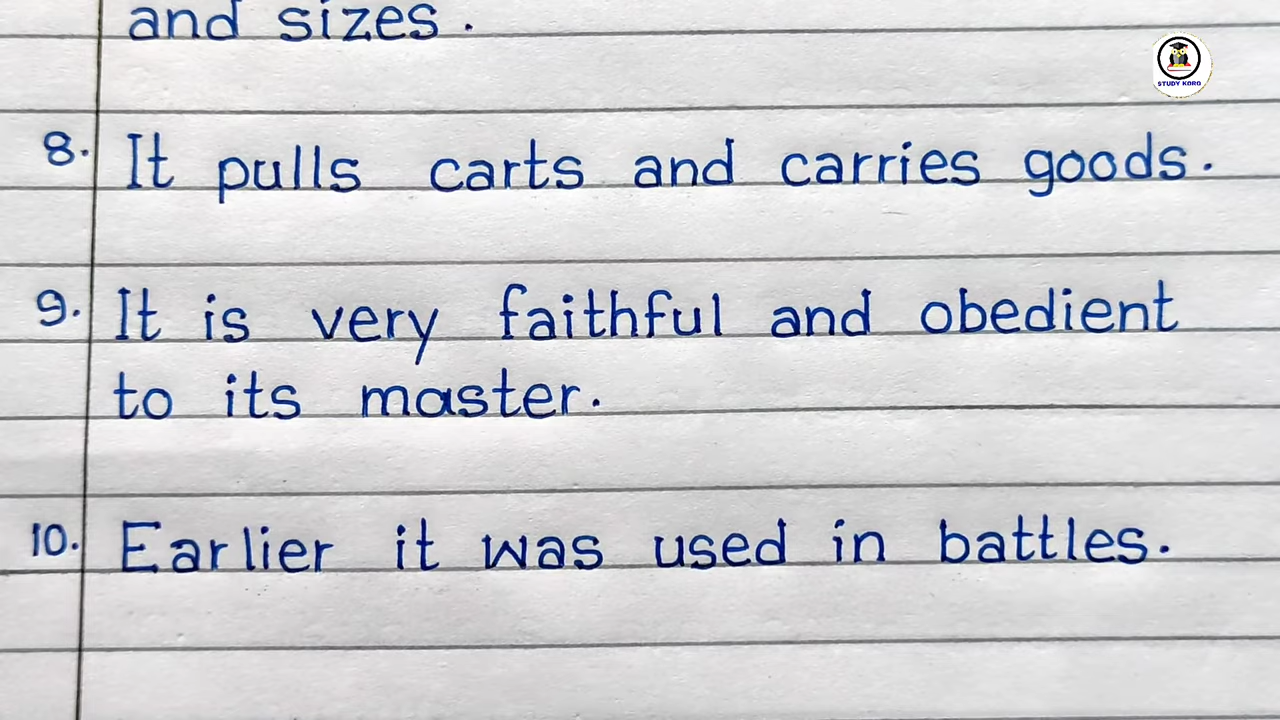 and sizes.
STUDY KORO
8. It pulls carts and carries goods.
9. It is very faithful and obedient
to its master.
10. Earlier it was used in battles.